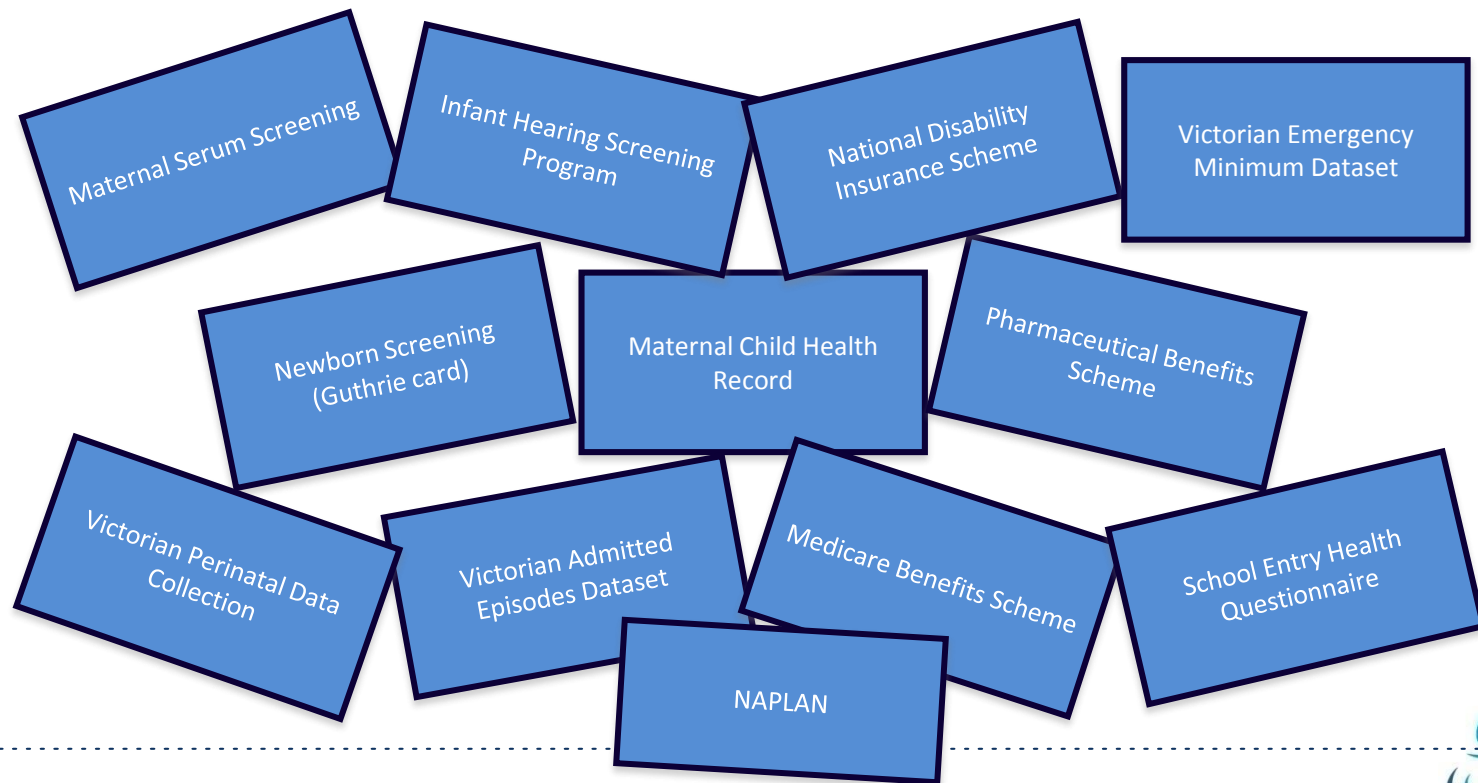 Maternal Serum Screening
Infant Hearing Screening
Program
National Disability
Insurance Scheme
Victorian Emergency
Minimum Dataset
Newborn Screening
(Guthrie card)
Maternal Child Health
Record
Pharmaceutical Benefits
Scheme
Victorian Perinatal Data
Collection
Victorian Admitted
Episodes Dataset
Medicare Benefits Scheme
School Entry Health
Questionnaire
NAPLAN